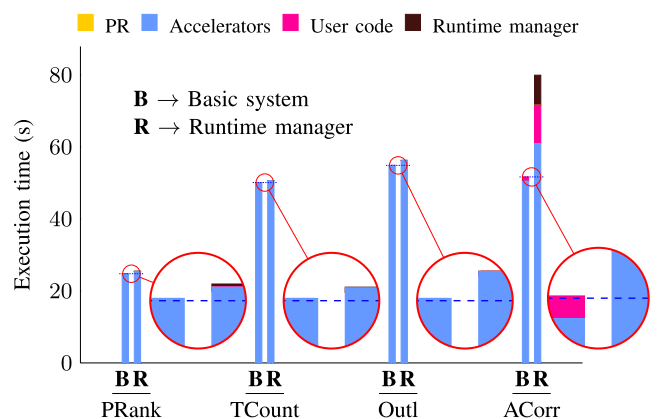 PR Accelerators User code Runtime manager
B → Basic system
R → Runtime manager
Execution time (s)
80
60
40
20
0
B R B R B R B R
PRank TCount Outl ACorr